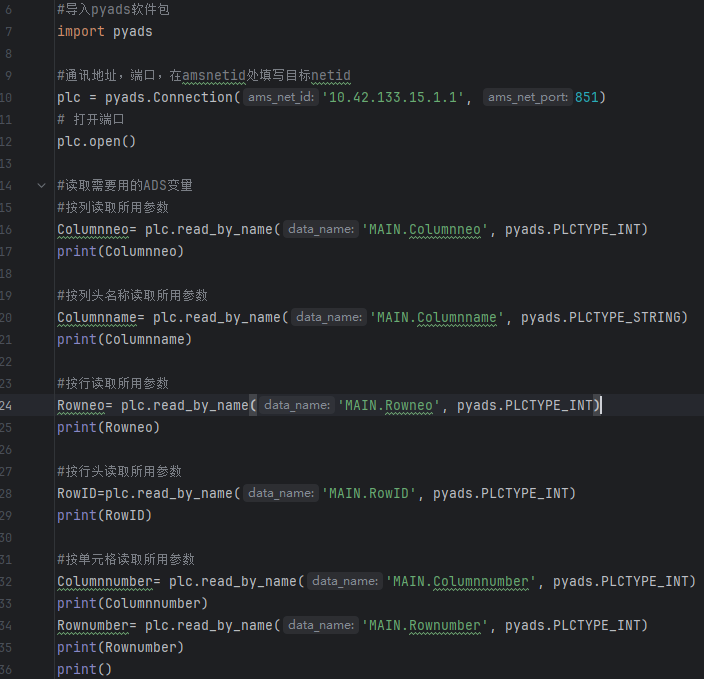 6 #导入pyads软件包
7 import pyads
8
9 #通讯地址，端口，在amsnetid处填写目标netid
10 plc = pyads.Connection( ams_net_id: '10.42.133.15.1.1', ams_net_port: 851)
11 # 打开端口
12 plc.open()
13
14 #读取需要用的ADS变量
15 #按列读取所用参数
16 Columnneo= plc.read_by_name( data_name: 'MAIN.Columnneo', pyads.PLCTYPE_INT)
17 print(Columnneo)
18
19 #按列头名称读取所用参数
20 Columnname= plc.read_by_name( data_name: 'MAIN.Columnname', pyads.PLCTYPE_STRING)
21 print(Columnname)
22
23 #按行读取所用参数
24 Rowneo= plc.read_by_name( data_name: 'MAIN.Rowneo', pyads.PLCTYPE_INT)
25 print(Rowneo)
26
27 #按行头读取所用参数
28 RowID=plc.read_by_name( data_name: 'MAIN.RowID', pyads.PLCTYPE_INT)
29 print(RowID)
30
31 #按单元格读取所用参数
32 Columnnumber= plc.read_by_name( data_name: 'MAIN.Columnnumber', pyads.PLCTYPE_INT)
33 print(Columnnumber)
34 Rownumber= plc.read_by_name( data_name: 'MAIN.Rownumber', pyads.PLCTYPE_INT)
35 print(Rownumber)
36 print()